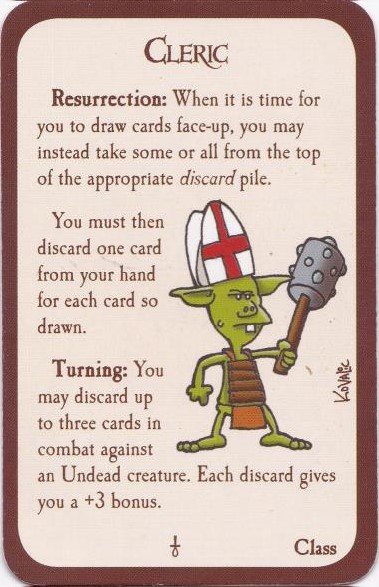 CLERIC
Resurrection: When it is time for
you to draw cards face-up, you may
instead take some or all from the top
of the appropriate discard pile.
You must then
discard one card
from your hand
for each card so
drawn.
Turning: You
may discard up
to three cards in
combat against
an Undead creature. Each discard gives
you a +3 bonus.
KOVALIC
Class